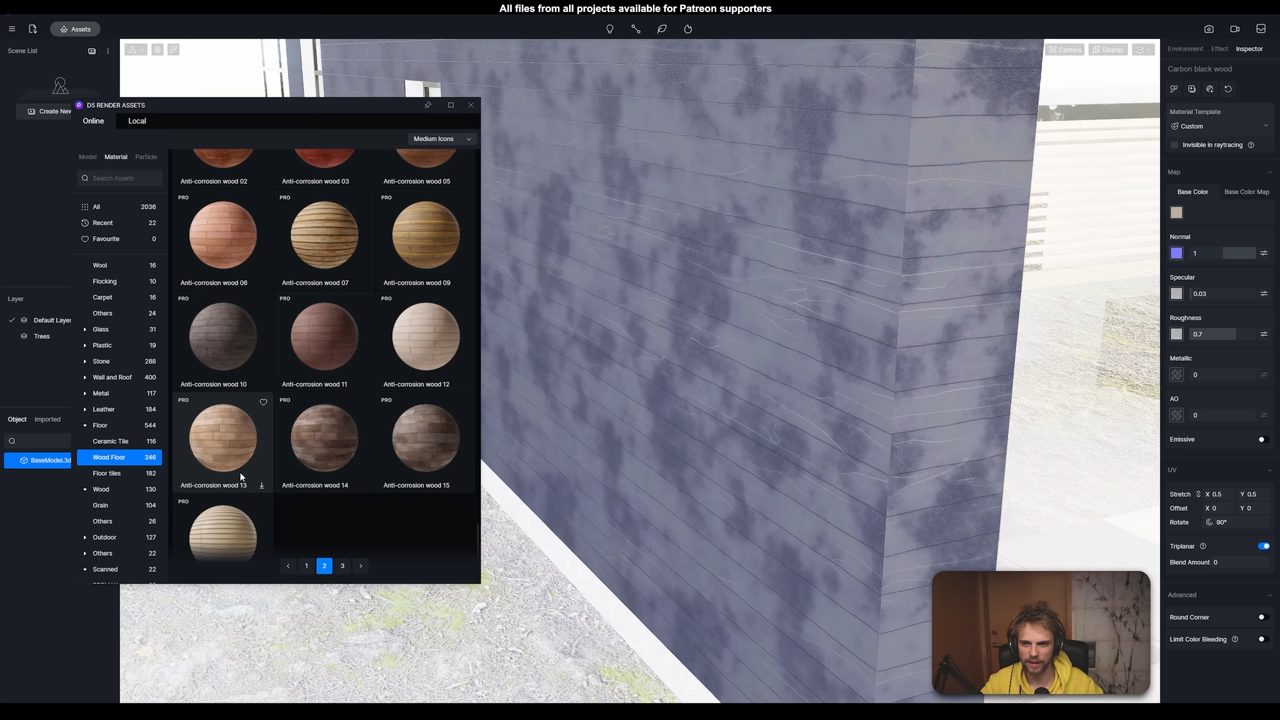 All files from all projects available for Patreon supporters
Assets
Scene List
Create New
Camera
Display
Environment
Effect
Inspector
Carbon black wood
Material Template
Custom
Invisible in raytracing
Map
Base Color
Base Color Map
Normal
1
Specular
0.03
Roughness
0.7
Metallic
0
AO
0
Emissive
UV
Stretch X 0.5 Y 0.5
Offset X 0 Y 0
Rotate 90°
Triplanar
Blend Amount 0
Advanced
Round Corner
Limit Color Bleeding
Layer
Default Layer
Trees
Object
Imported
BaseModel.3d
D5 RENDER ASSETS
Online
Local
Medium Icons
Model
Material
Particle
Search Assets
All 2036
Recent 22
Favourite 0
Wool 16
Flocking 10
Carpet 16
Others 24
Glass 31
Plastic 19
Stone 288
Wall and Roof 400
Metal 117
Leather 184
Floor 544
Ceramic Tile 116
Wood Floor 246
Floor tiles 182
Wood 130
Grain 104
Others 26
Outdoor 127
Others 22
Scanned 22
Anti-corrosion wood 02
Anti-corrosion wood 03
Anti-corrosion wood 05
PRO
PRO
PRO
Anti-corrosion wood 06
Anti-corrosion wood 07
Anti-corrosion wood 09
PRO
PRO
PRO
Anti-corrosion wood 10
Anti-corrosion wood 11
Anti-corrosion wood 12
PRO
PRO
PRO
Anti-corrosion wood 13
Anti-corrosion wood 14
Anti-corrosion wood 15
PRO
1
2
3